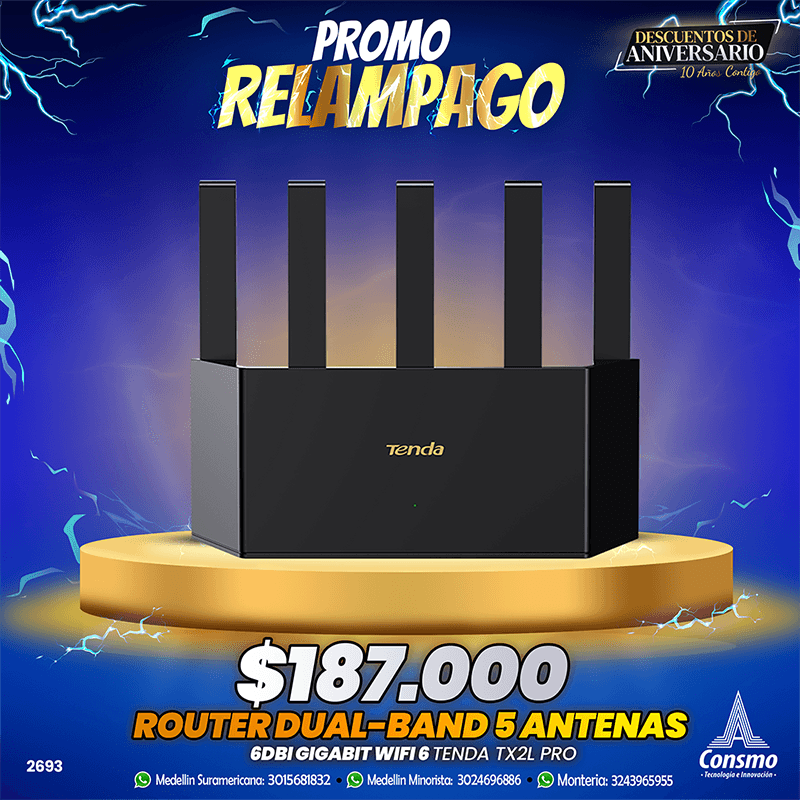 PROMO
RELAMPAGO
DESCUENTOS DE
ANIVERSARIO
10 Años Contigo
Tenda
$187.000
ROUTER DUAL-BAND 5 ANTENAS
6DBI GIGABIT WIFI 6 TENDA TX2L PRO
2693
Medellin Suramericana: 3015681832 • Medellin Minorista: 3024696886 • Monteria: 3243965955
Consmo
• Tecnología e Innovación •